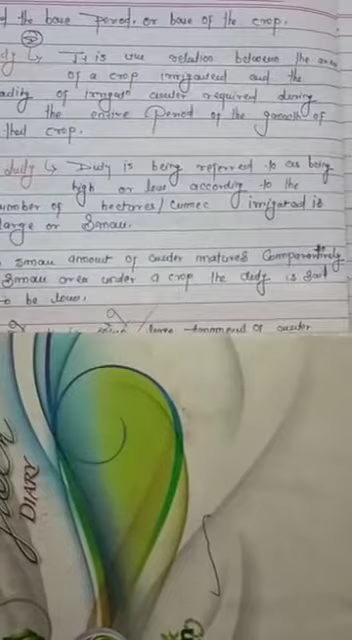 the base Period. or base of the crop.
It is the relation between the area
of a crop irrigated and the
of Irrigate water required during
the entire Period of the growth of
that crop.
duty ↳ Duty is being referred to as being
high or low according to the
number of hectares/cumec irrigated is
large or Small.
small amount of water matures Comparatively
Small area under a crop the duty is said
to be low.
large amount of water
DIARY